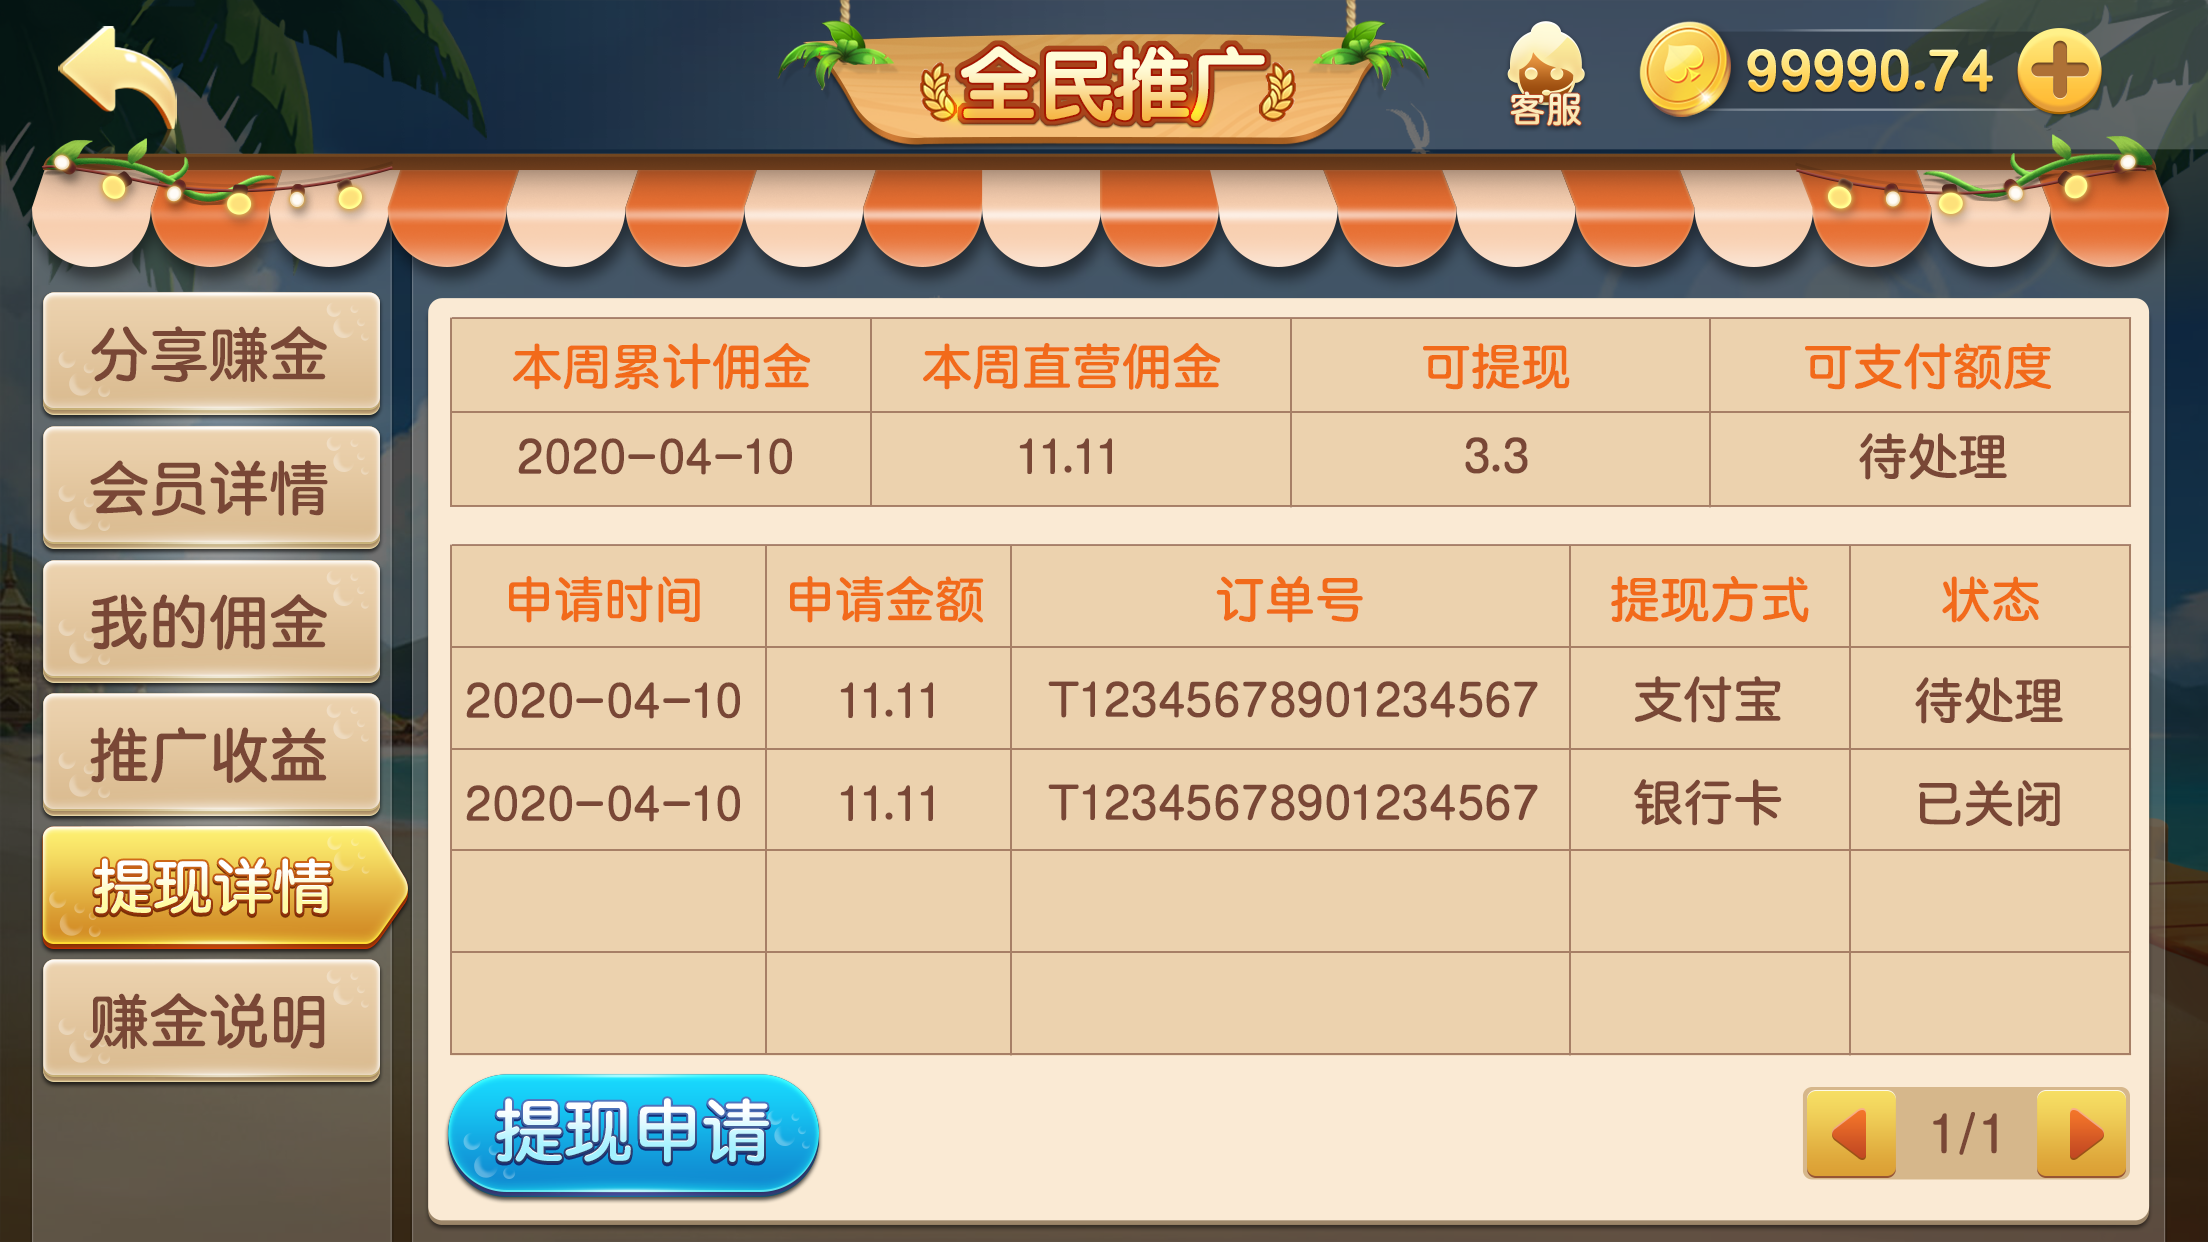 全民推广
客服
99990.74
分享赚金
会员详情
我的佣金
推广收益
提现详情
赚金说明
本周累计佣金 本周直营佣金 可提现 可支付额度
2020-04-10 11.11 3.3 待处理
申请时间 申请金额 订单号 提现方式 状态
2020-04-10 11.11 T12345678901234567 支付宝 待处理
2020-04-10 11.11 T12345678901234567 银行卡 已关闭
提现申请
1/1